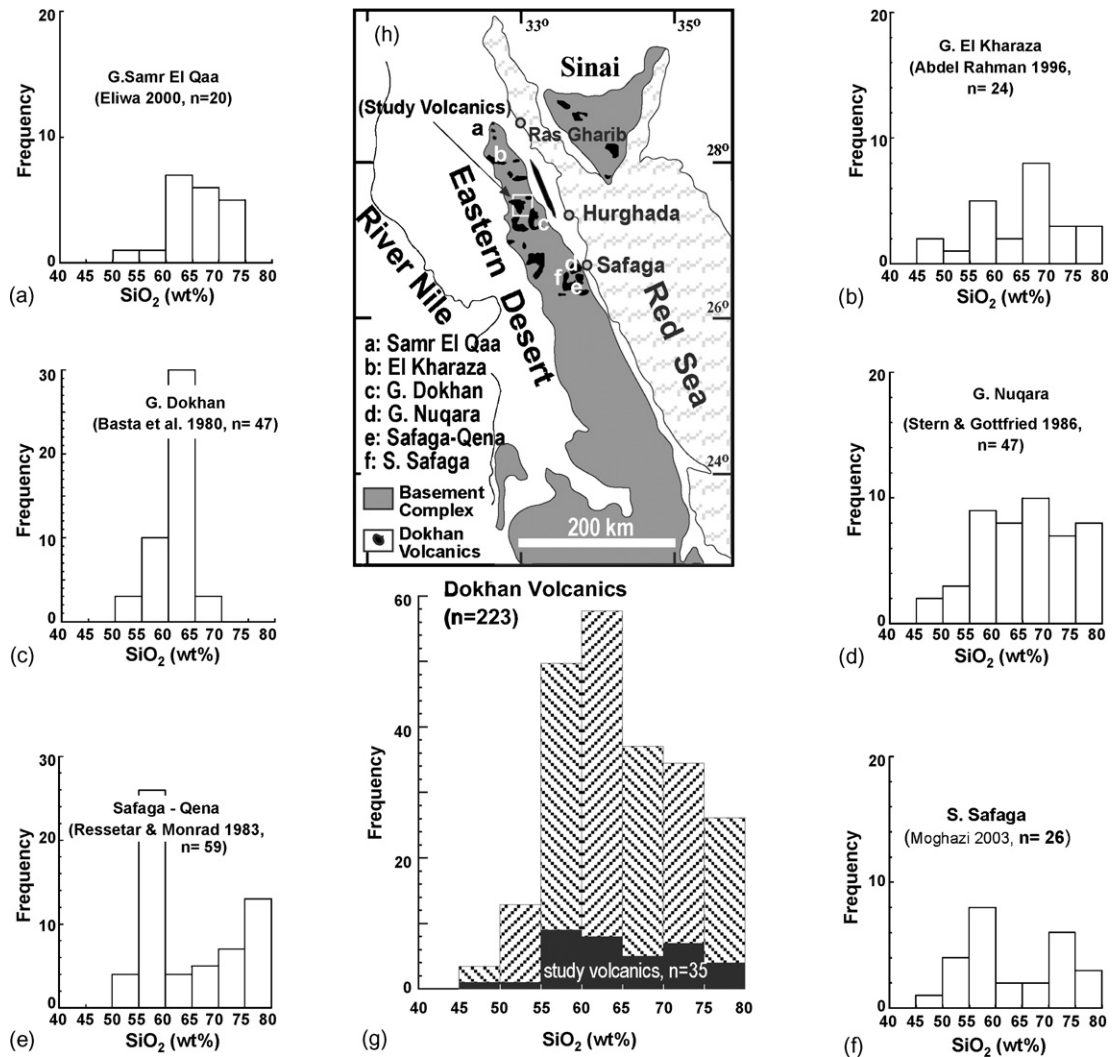 20
G.Samr El Qaa
(Eliwa 2000, n=20)
Frequency
10
0
40 45 50 55 60 65 70 75 80
SiO2 (wt%)
(a)
(h)
33º
35º
Sinai
(Study Volcanics)
a
Ras Gharib
b
28º
Eastern Desert
River Nile
Hurghada
c
d
Safaga
f
e
Red Sea
26º
a: Samr El Qaa
b: El Kharaza
c: G. Dokhan
d: G. Nuqara
e: Safaga-Qena
f: S. Safaga
24º
Basement
Complex
Dokhan
Volcanics
200 km
20
G. El Kharaza
(Abdel Rahman 1996,
n= 24)
Frequency
10
0
40 45 50 55 60 65 70 75 80
SiO2 (wt%)
(b)
30
G. Dokhan
(Basta et al. 1980, n= 47)
Frequency
20
10
0
40 45 50 55 60 65 70 75 80
SiO2 (wt%)
(c)
20
G. Nuqara
(Stern & Gottfried 1986,
n= 47)
Frequency
10
0
40 45 50 55 60 65 70 75 80
SiO2 (wt%)
(d)
30
Safaga - Qena
(Ressetar & Monrad 1983,
n= 59)
Frequency
20
10
0
40 45 50 55 60 65 70 75 80
SiO2 (wt%)
(e)
Dokhan Volcanics
(n=223)
60
40
Frequency
20
0
study volcanics, n=35
40 45 50 55 60 65 70 75 80
SiO2 (wt%)
(g)
20
S. Safaga
(Moghazi 2003, n= 26)
Frequency
10
0
40 45 50 55 60 65 70 75 80
SiO2 (wt%)
(f)